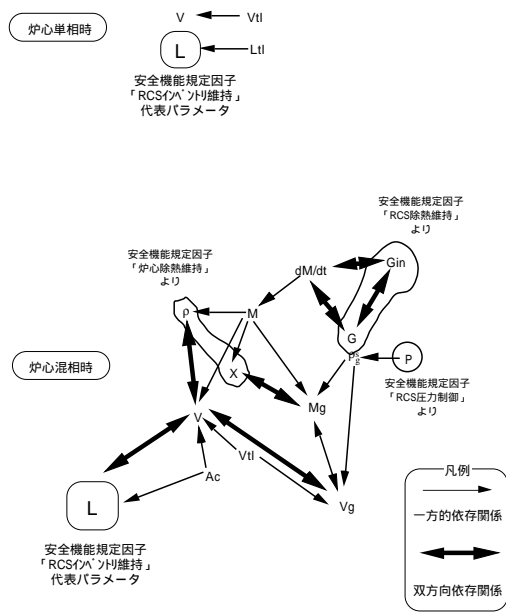 炉心単相時
V
Vtl
L
Ltl
安全機能規定因子
「RCSインベントリ維持」
代表パラメータ
安全機能規定因子
「RCS除熱維持」
より
安全機能規定因子
「炉心除熱維持」
より
dM/dt
Gin
ρ
M
G
炉心混相時
X
Psg
P
安全機能規定因子
「RCS圧力制御」
より
V
Mg
Vtl
Ac
Vg
L
安全機能規定因子
「RCSインベントリ維持」
代表パラメータ
凡例
一方的依存関係
双方向依存関係